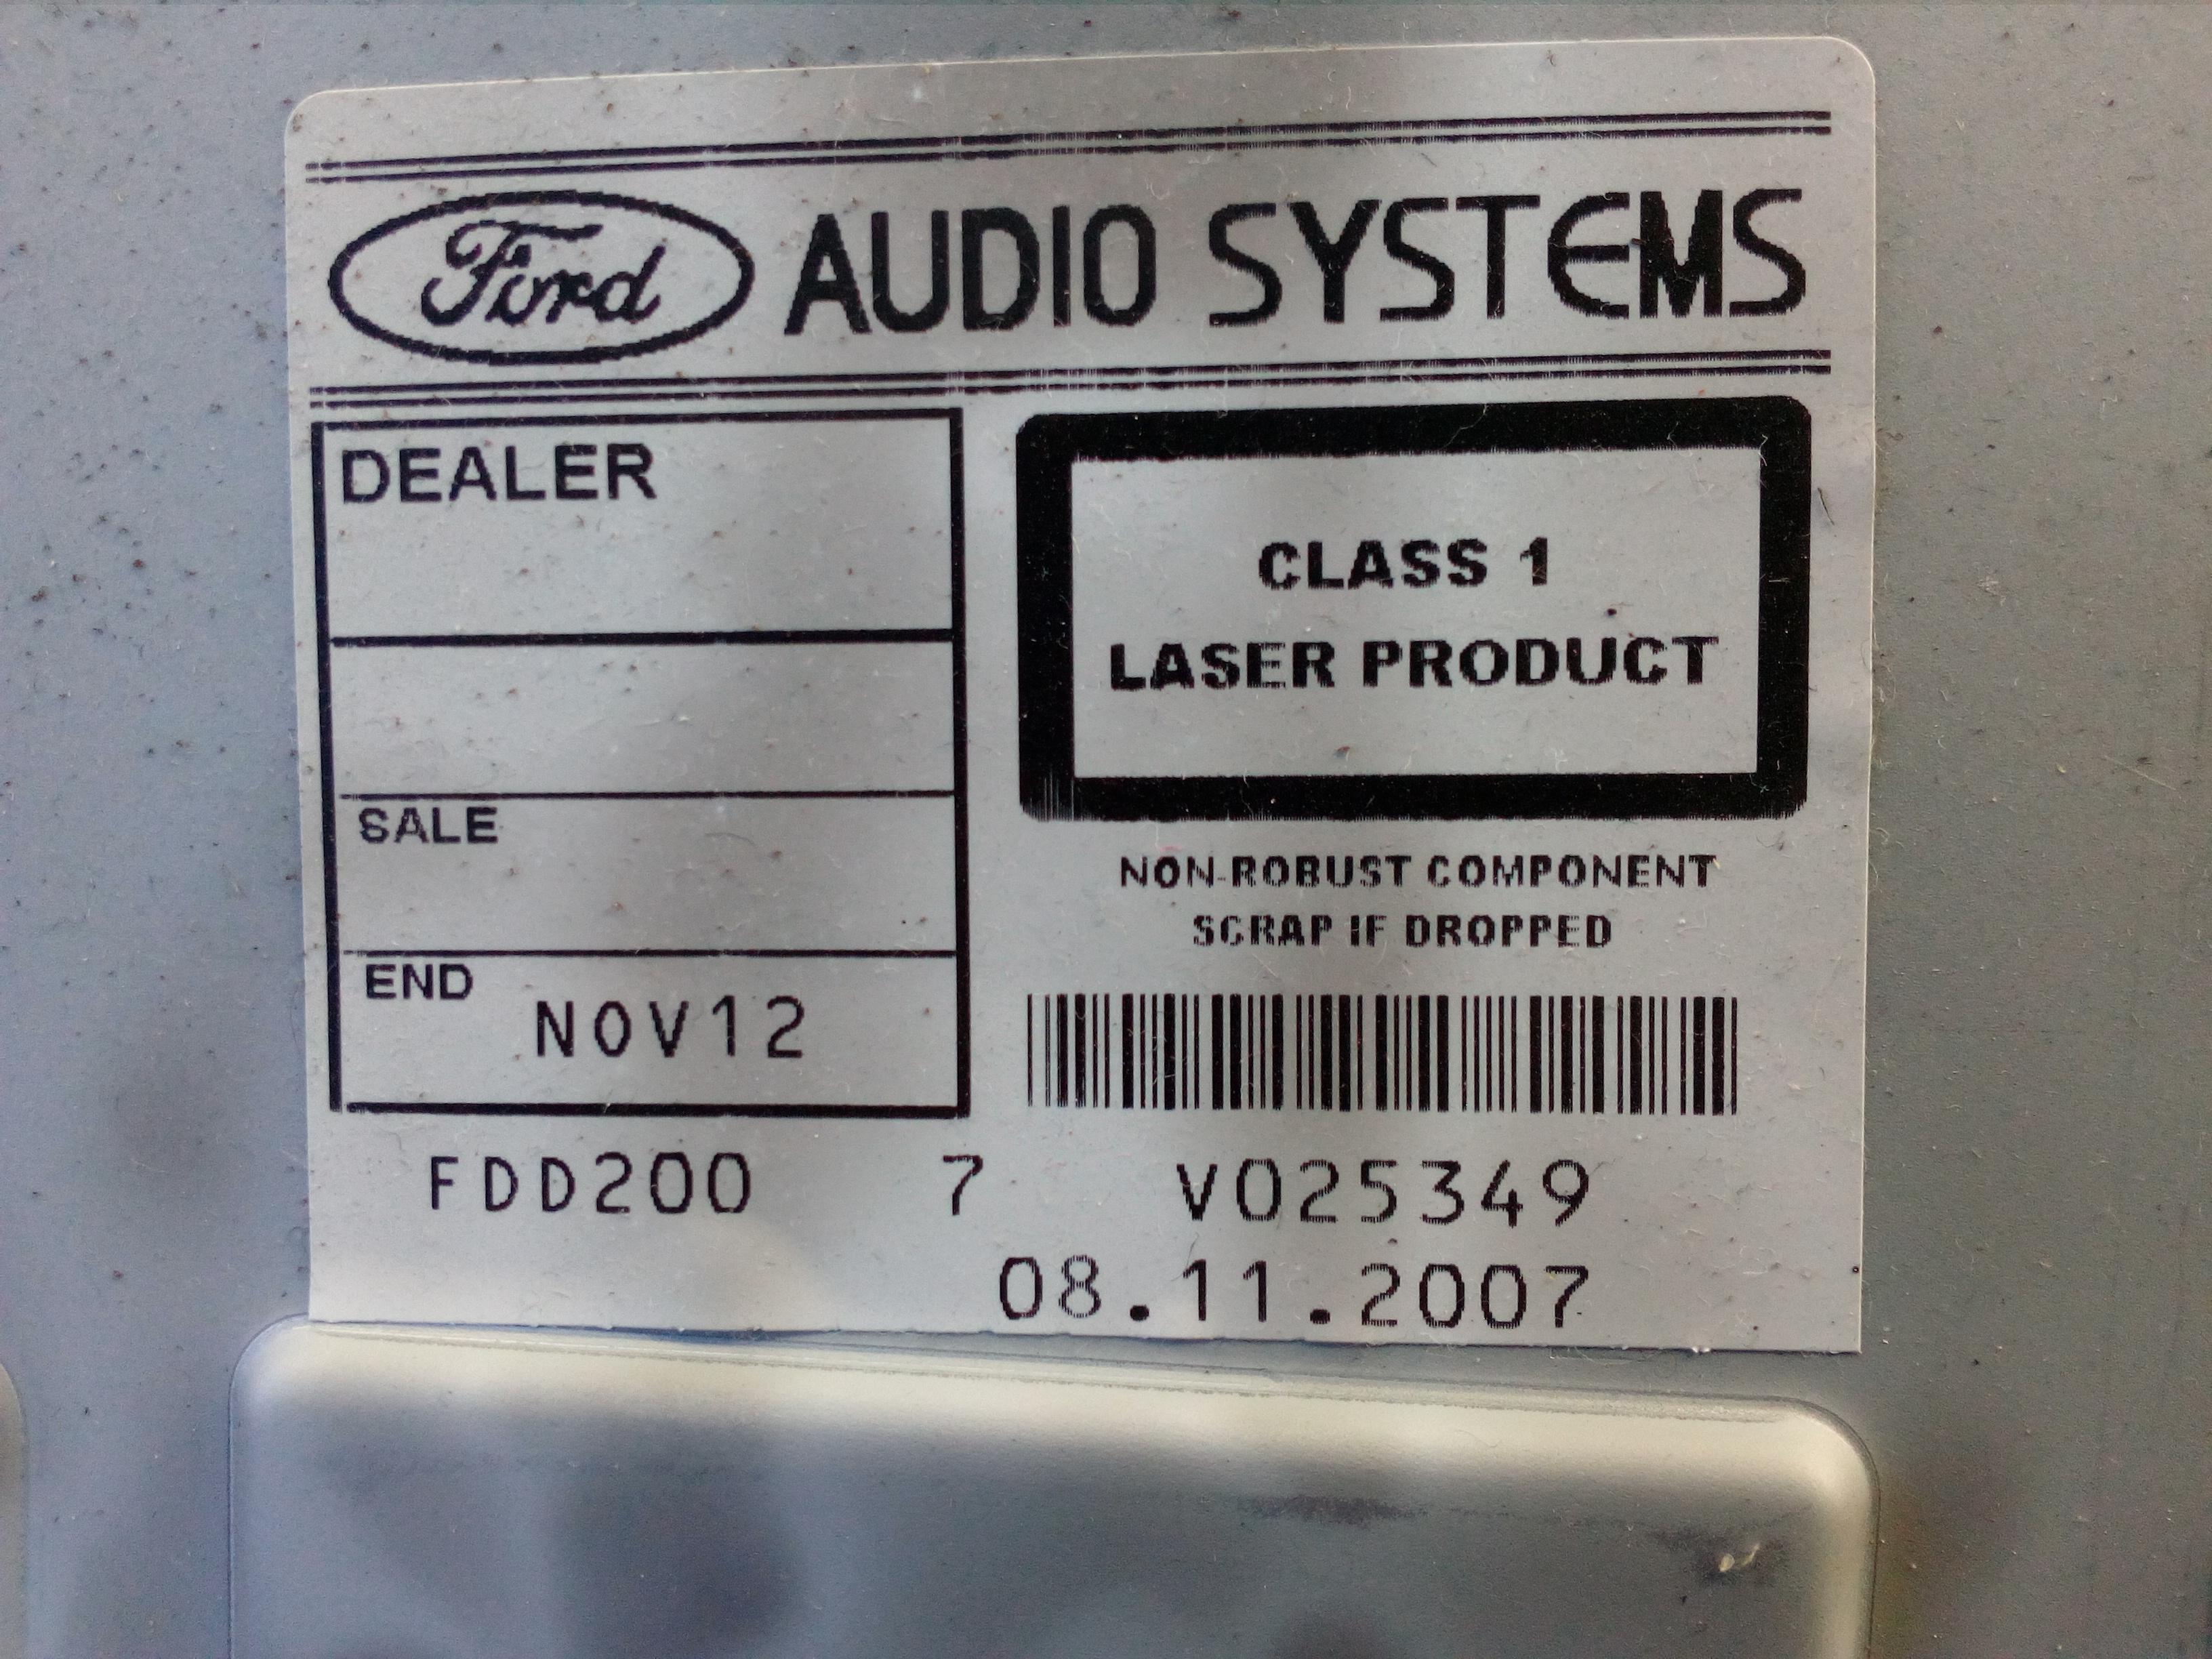 Ford AUDIO SYSTEMS
DEALER
SALE
END
NOV12
CLASS 1
LASER PRODUCT
NON-ROBUST COMPONENT
SCRAP IF DROPPED
FDD200 7 V025349
08.11.2007